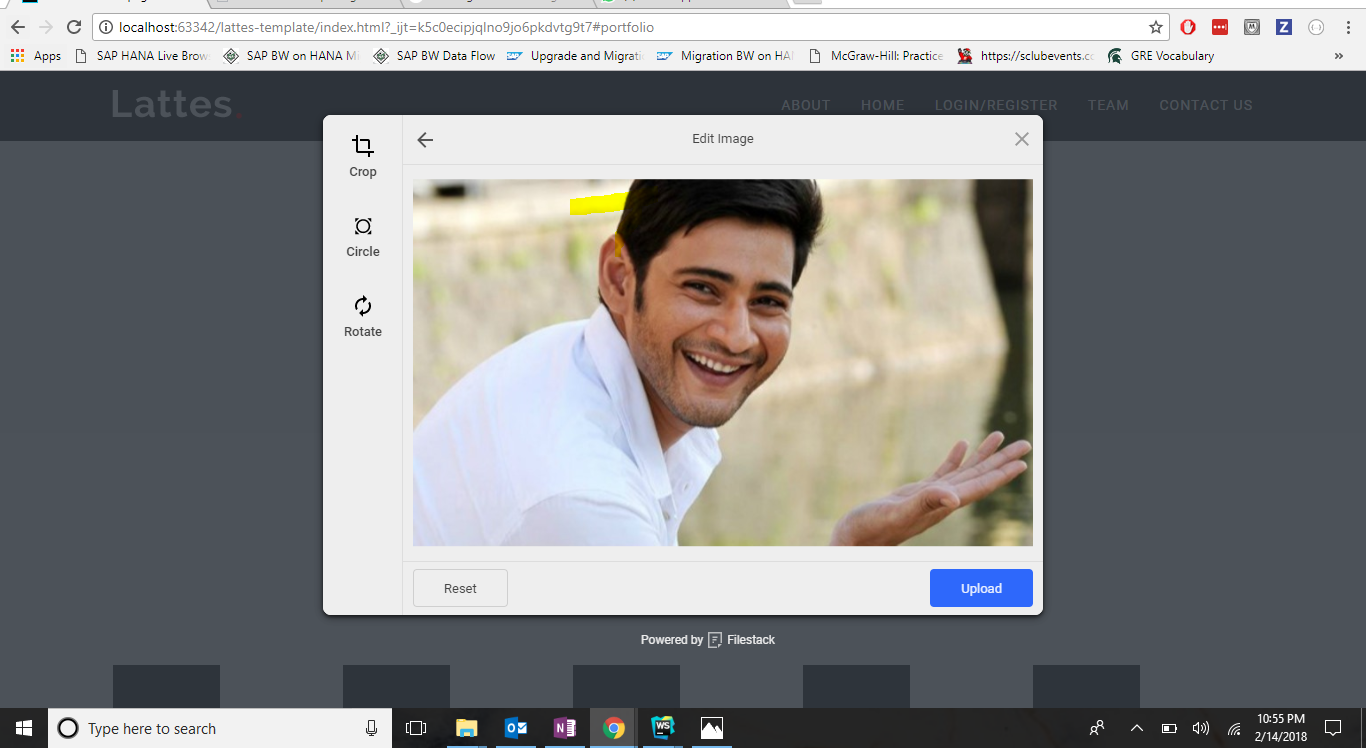 localhost:63342/lattes-template/index.html?_ijt=k5c0ecipjqlno9jo6pkdvtg9t7#portfolio
Apps SAP HANA Live Brow SAP BW on HANA Mi SAP BW Data Flow Upgrade and Migrati Migration BW on HAI McGraw-Hill: Practice https://sclubevents.cc GRE Vocabulary »
Lattes. ABOUT HOME LOGIN/REGISTER TEAM CONTACT US
Edit Image
Crop
Circle
Rotate
Reset Upload
Powered by Filestack
Type here to search
10:55 PM
2/14/2018